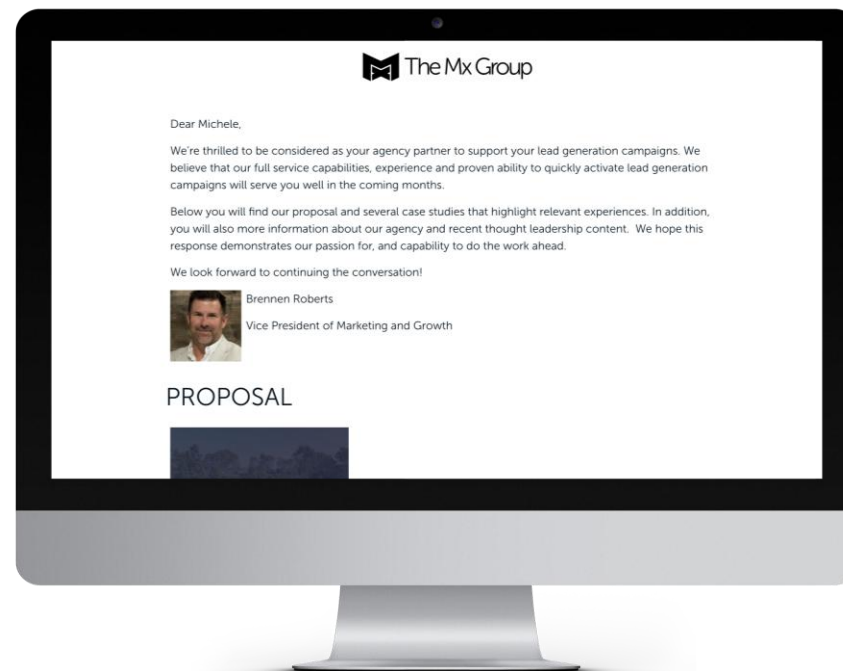 The Mx Group
Dear Michele,
We're thrilled to be considered as your agency partner to support your lead generation campaigns. We
believe that our full service capabilities, experience and proven ability to quickly activate lead generation
campaigns will serve you well in the coming months.
Below you will find our proposal and several case studies that highlight relevant experiences. In addition,
you will also more information about our agency and recent thought leadership content.  We hope this
response demonstrates our passion for, and capability to do the work ahead.
We look forward to continuing the conversation!
Brennen Roberts
Vice President of Marketing and Growth
PROPOSAL